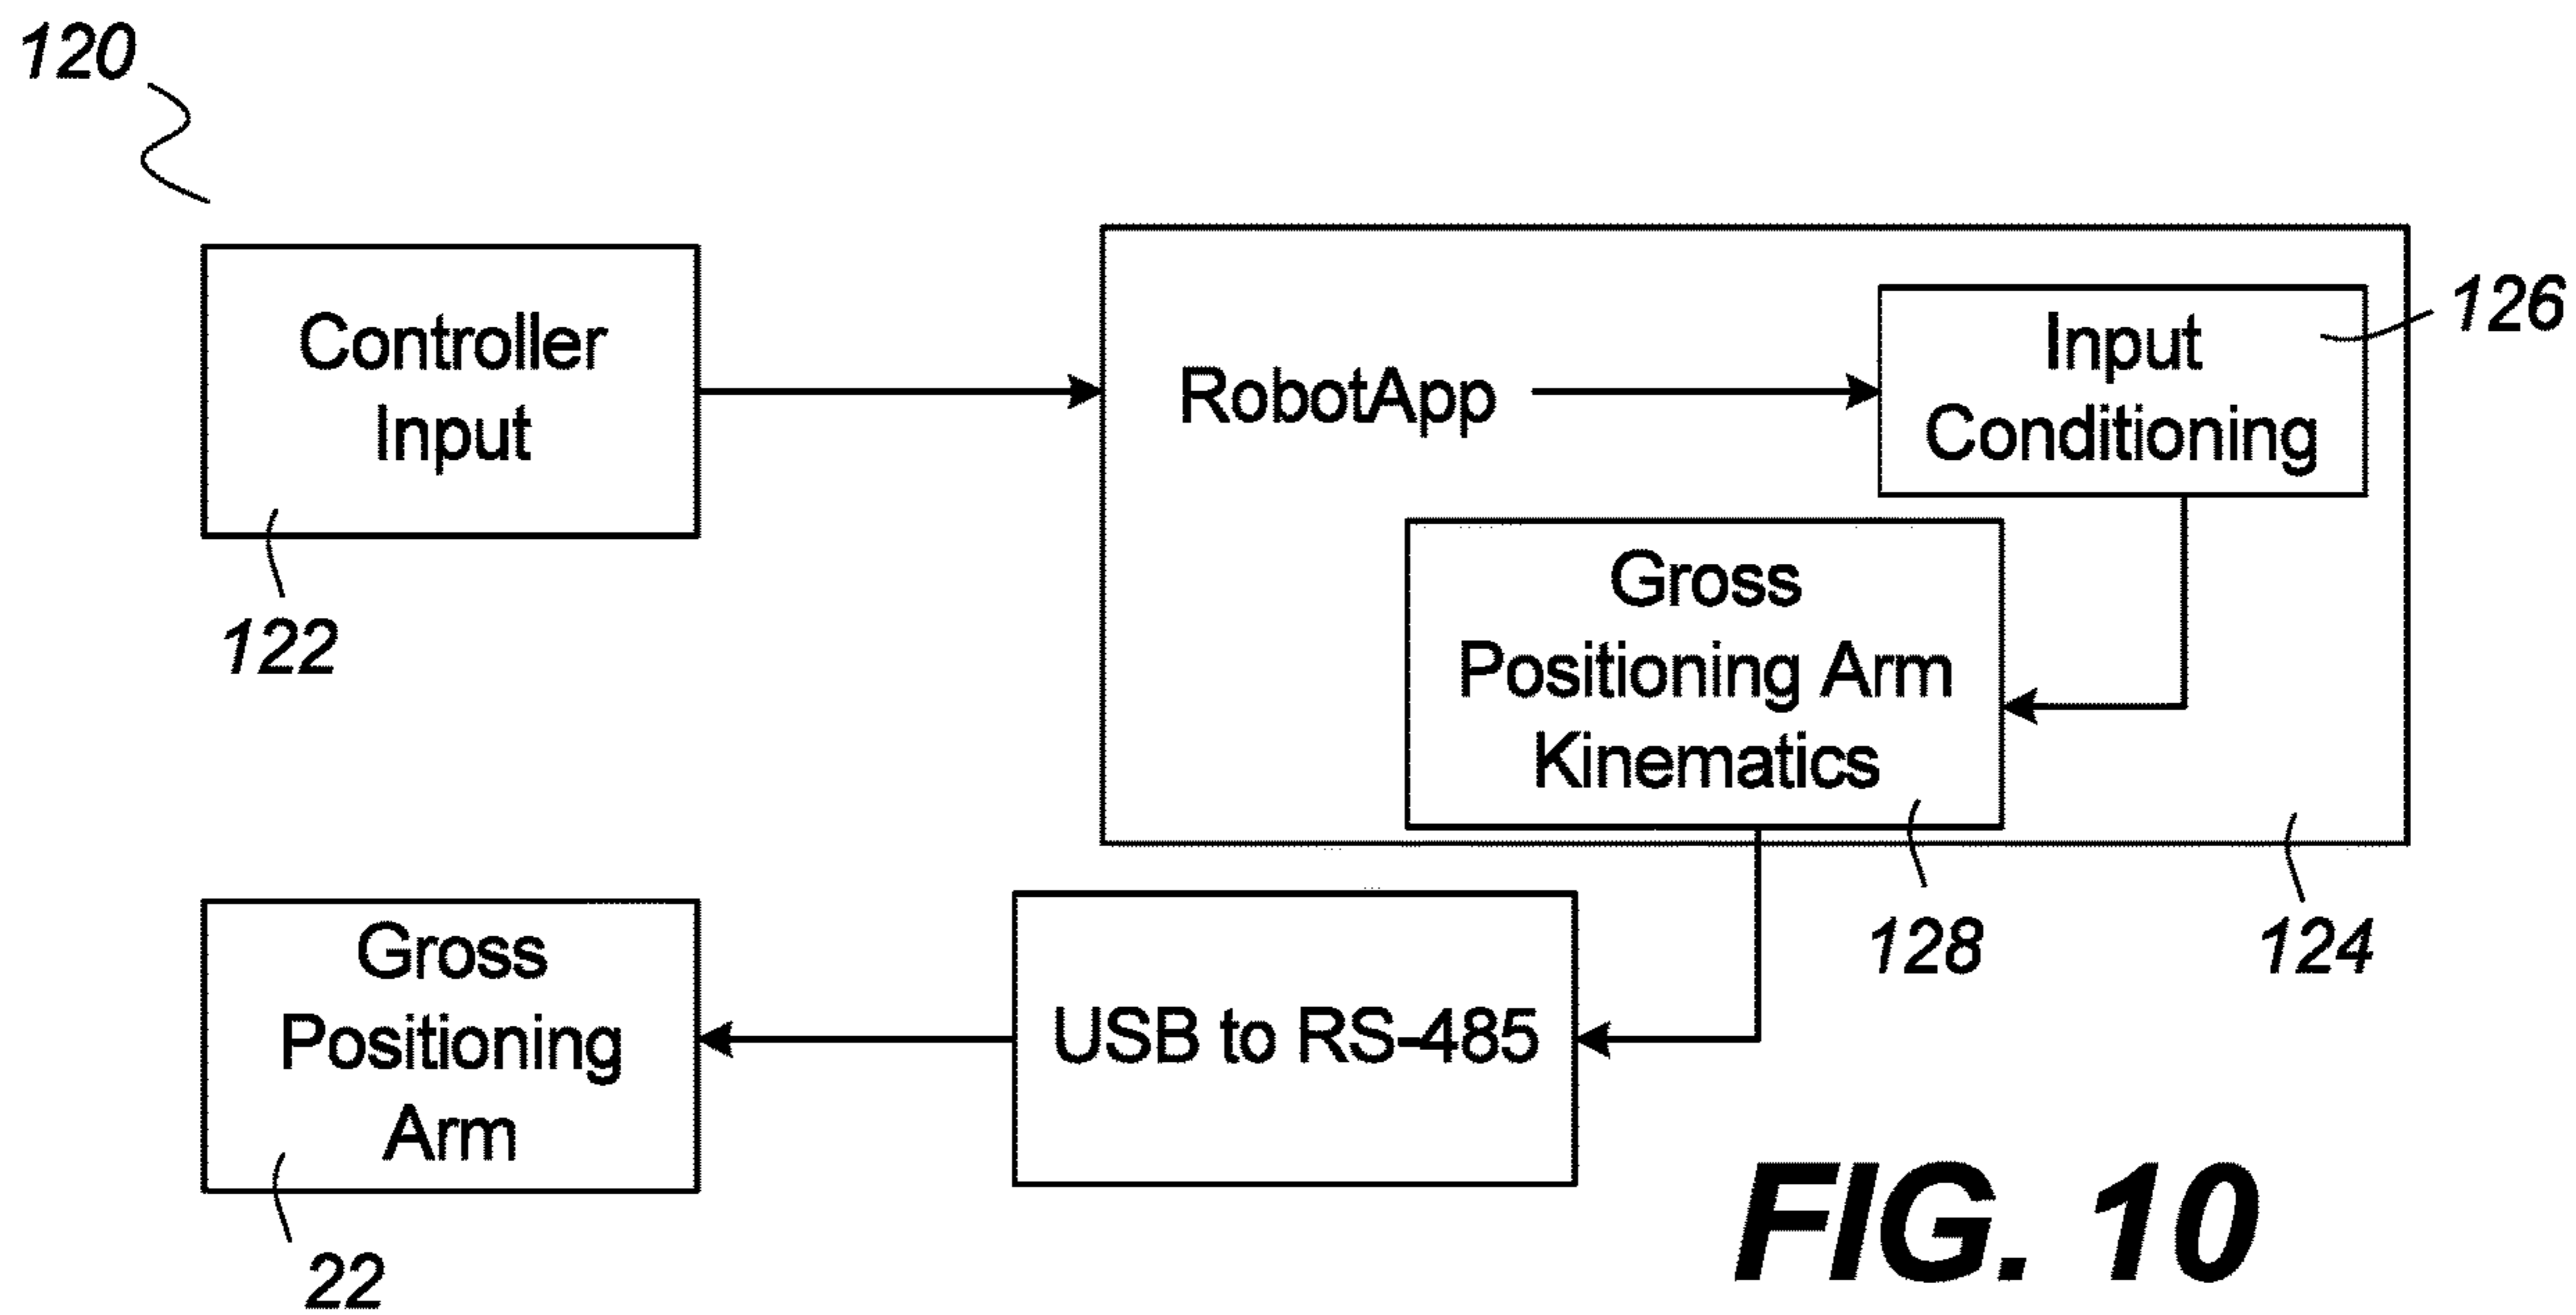 120
Controller
Input
122
RobotApp
Input
Conditioning
126
Gross
Positioning Arm
Kinematics
128
124
USB to RS-485
Gross
Positioning
Arm
22
FIG. 10